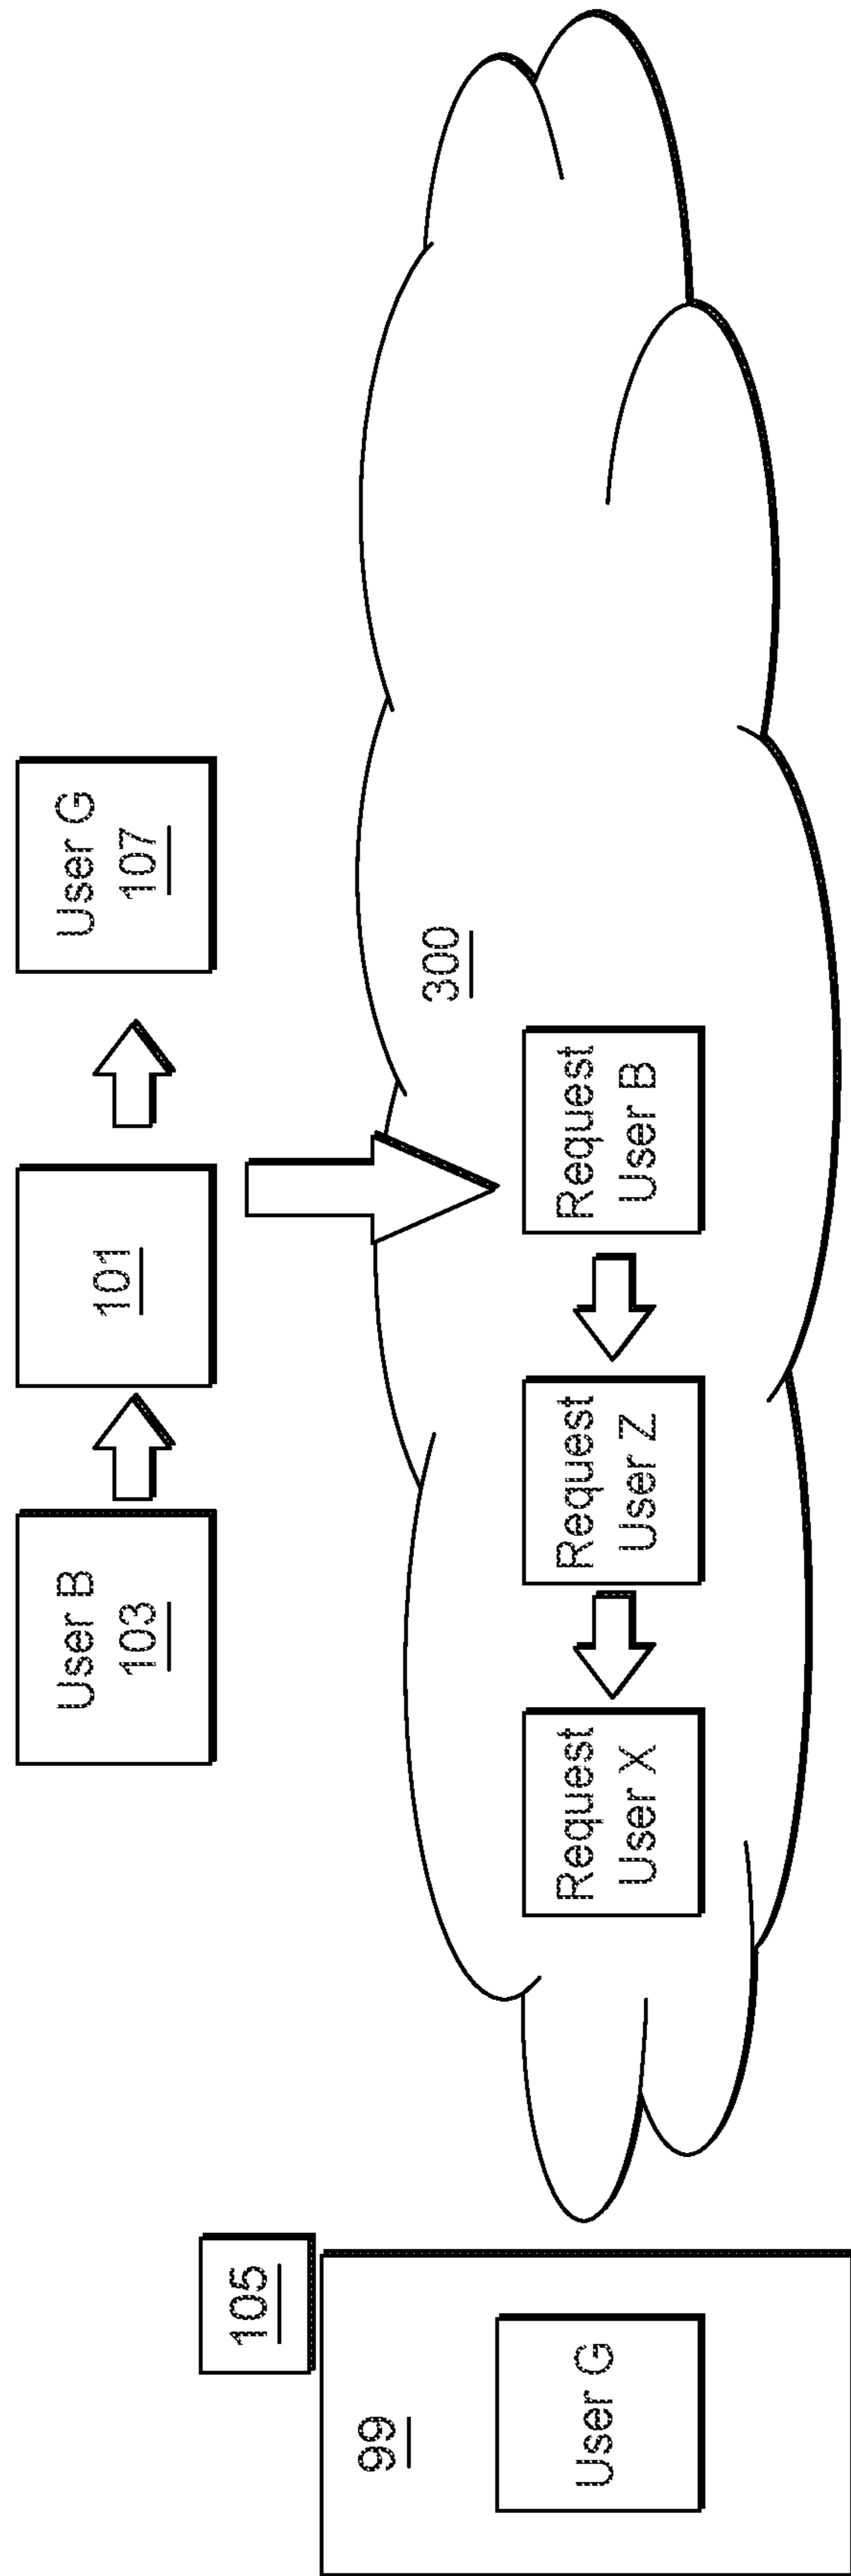 User B
103
101
User G
107
105
99
300
User G
Request
User X
Request
User Z
Request
User B